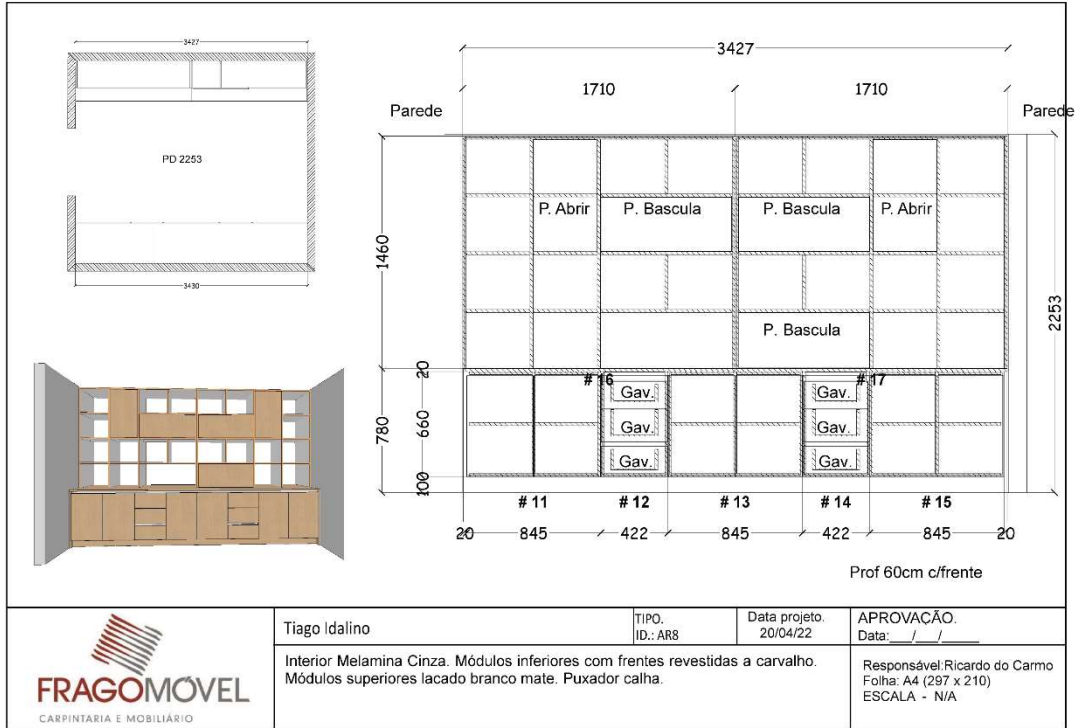 3427
PD 2253
3430
3427
1710
1710
Parede
Parede
P. Abrir
P. Bascula
P. Bascula
P. Abrir
1460
2253
P. Bascula
# 16
# 17
20
Gav.
Gav.
780
660
Gav.
Gav.
Gav.
Gav.
100
# 11
# 12
# 13
# 14
# 15
20
845
422
845
422
845
20
Prof 60cm c/frente
FRAGOMÓVEL
CARPINTARIA E MOBILIÁRIO
Tiago Idalino
TIPO.
ID.: AR8
Data projeto.
20/04/22
APROVAÇÃO.
Data:___/___/_____
Interior Melamina Cinza. Módulos inferiores com frentes revestidas a carvalho.
Módulos superiores lacado branco mate. Puxador calha.
Responsável:Ricardo do Carmo
Folha: A4 (297 x 210)
ESCALA - N/A